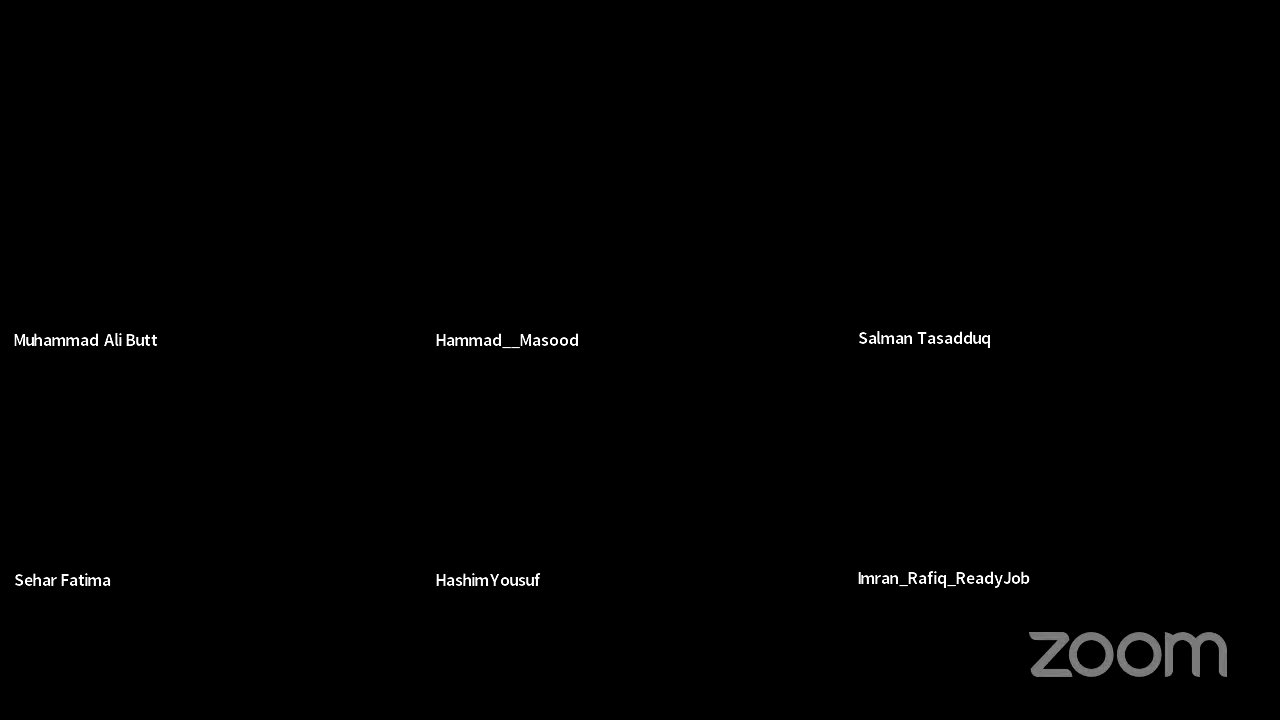 Muhammad Ali Butt
Hammad__Masood
Salman Tasadduq
Sehar Fatima
HashimYousuf
Imran_Rafiq_ReadyJob
zoom